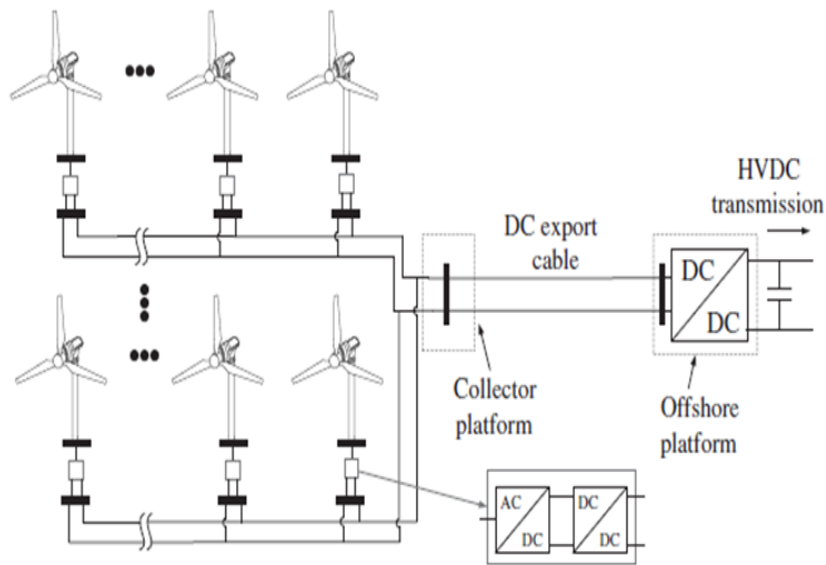 HVDC
transmission
DC export
cable
DC
DC
Collector
platform
Offshore
platform
AC
DC
DC
DC